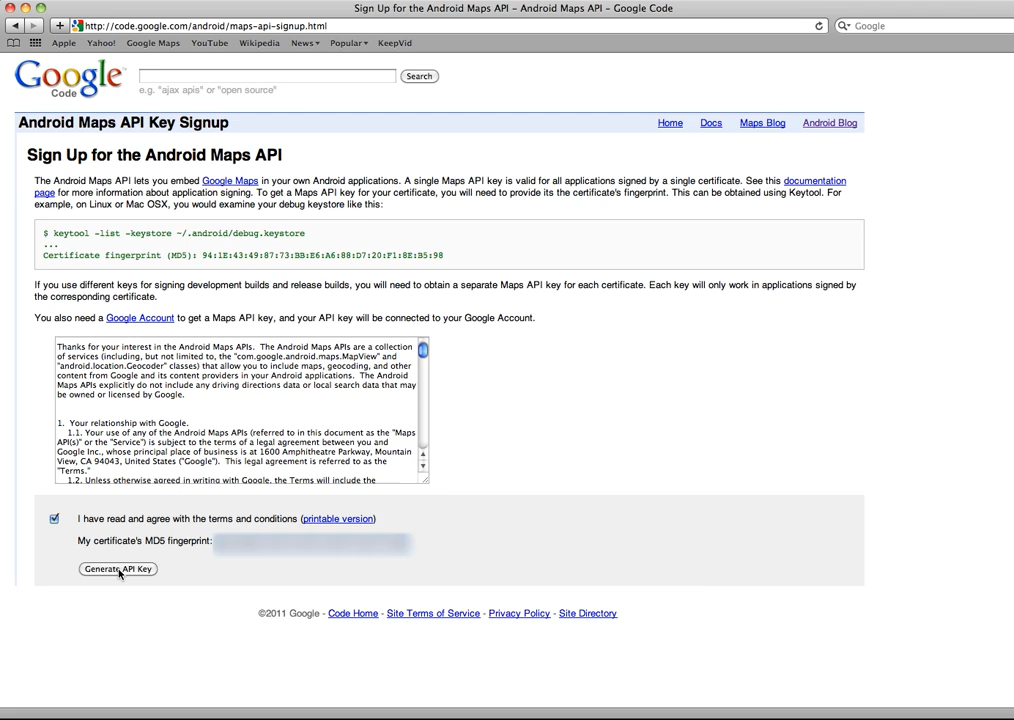 Sign Up for the Android Maps API – Android Maps API – Google Code
http://code.google.com/android/maps-api-signup.html
Google
Apple Yahoo! Google Maps YouTube Wikipedia News Popular KeepVid
Google Code
Search
e.g. "ajax apis" or "open source"
Android Maps API Key Signup
Home Docs Maps Blog Android Blog
Sign Up for the Android Maps API
The Android Maps API lets you embed Google Maps in your own Android applications. A single Maps API key is valid for all applications signed by a single certificate. See this documentation
page for more information about application signing. To get a Maps API key for your certificate, you will need to provide its the certificate's fingerprint. This can be obtained using Keytool. For
example, on Linux or Mac OSX, you would examine your debug keystore like this:
$ keytool -list -keystore ~/.android/debug.keystore
...
Certificate fingerprint (MD5): 94:1E:43:49:87:73:BB:E6:A6:88:D7:20:F1:8E:B5:98
If you use different keys for signing development builds and release builds, you will need to obtain a separate Maps API key for each certificate. Each key will only work in applications signed by
the corresponding certificate.
You also need a Google Account to get a Maps API key, and your API key will be connected to your Google Account.
Thanks for your interest in the Android Maps APIs. The Android Maps APIs are a collection
of services (including, but not limited to, the "com.google.android.maps.MapView" and
"android.location.Geocoder" classes) that allow you to include maps, geocoding, and other
content from Google and its content providers in your Android applications. The Android
Maps APIs explicitly do not include any driving directions data or local search data that may
be owned or licensed by Google.
1. Your relationship with Google.
1.1. Your use of any of the Android Maps APIs (referred to in this document as the "Maps
API(s)" or the "Service") is subject to the terms of a legal agreement between you and
Google Inc., whose principal place of business is at 1600 Amphitheatre Parkway, Mountain
View, CA 94043, United States ("Google"). This legal agreement is referred to as the
"Terms."
1.2. Unless otherwise agreed in writing with Google, the Terms will include the
I have read and agree with the terms and conditions (printable version)
My certificate's MD5 fingerprint:
Generate API Key
©2011 Google - Code Home - Site Terms of Service - Privacy Policy - Site Directory